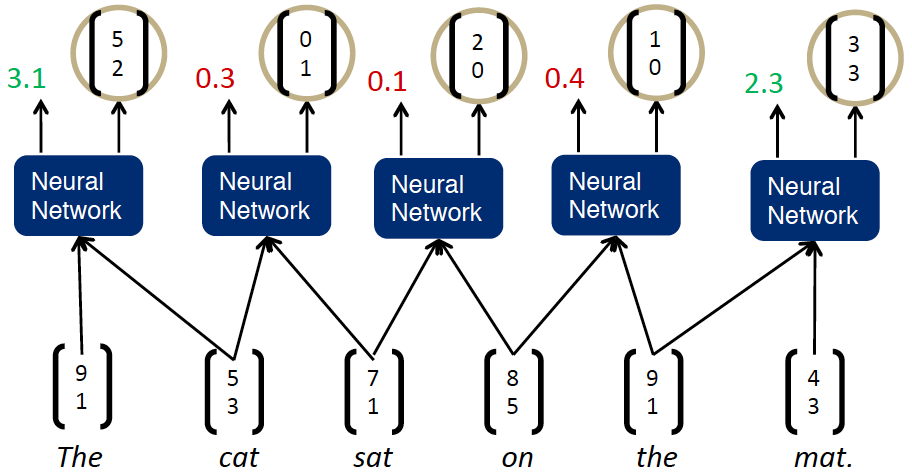 3.1 5 0.3 0 0.1 2 0.4 1 2.3 3
2 1 0 0 3
Neural Neural Neural Neural Neural
Network Network Network Network Network
9 5 7 8 9 4
1 3 1 5 1 3
The cat sat on the mat.